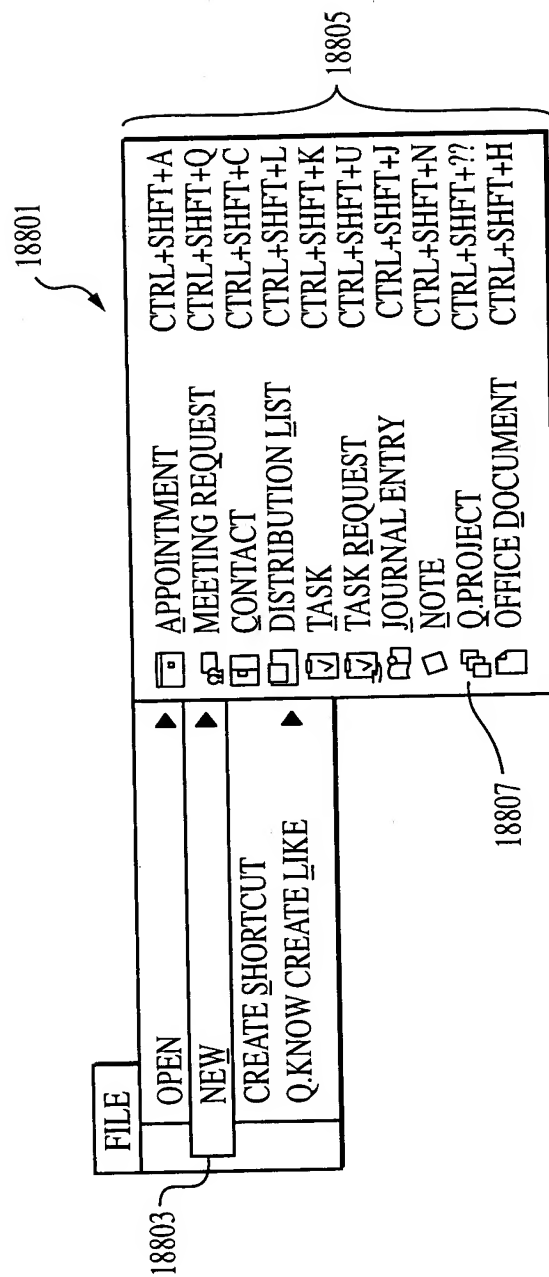 18801
FILE
OPEN
NEW
CREATE SHORTCUT
Q.KNOW CREATE LIKE
18803
APPOINTMENT CTRL+SHFT+A
MEETING REQUEST CTRL+SHFT+Q
CONTACT CTRL+SHFT+C
DISTRIBUTION LIST CTRL+SHFT+L
TASK CTRL+SHFT+K
TASK REQUEST CTRL+SHFT+U
JOURNAL ENTRY CTRL+SHFT+J
NOTE CTRL+SHFT+N
Q.PROJECT CTRL+SHFT+??
OFFICE DOCUMENT CTRL+SHFT+H
18805
18807